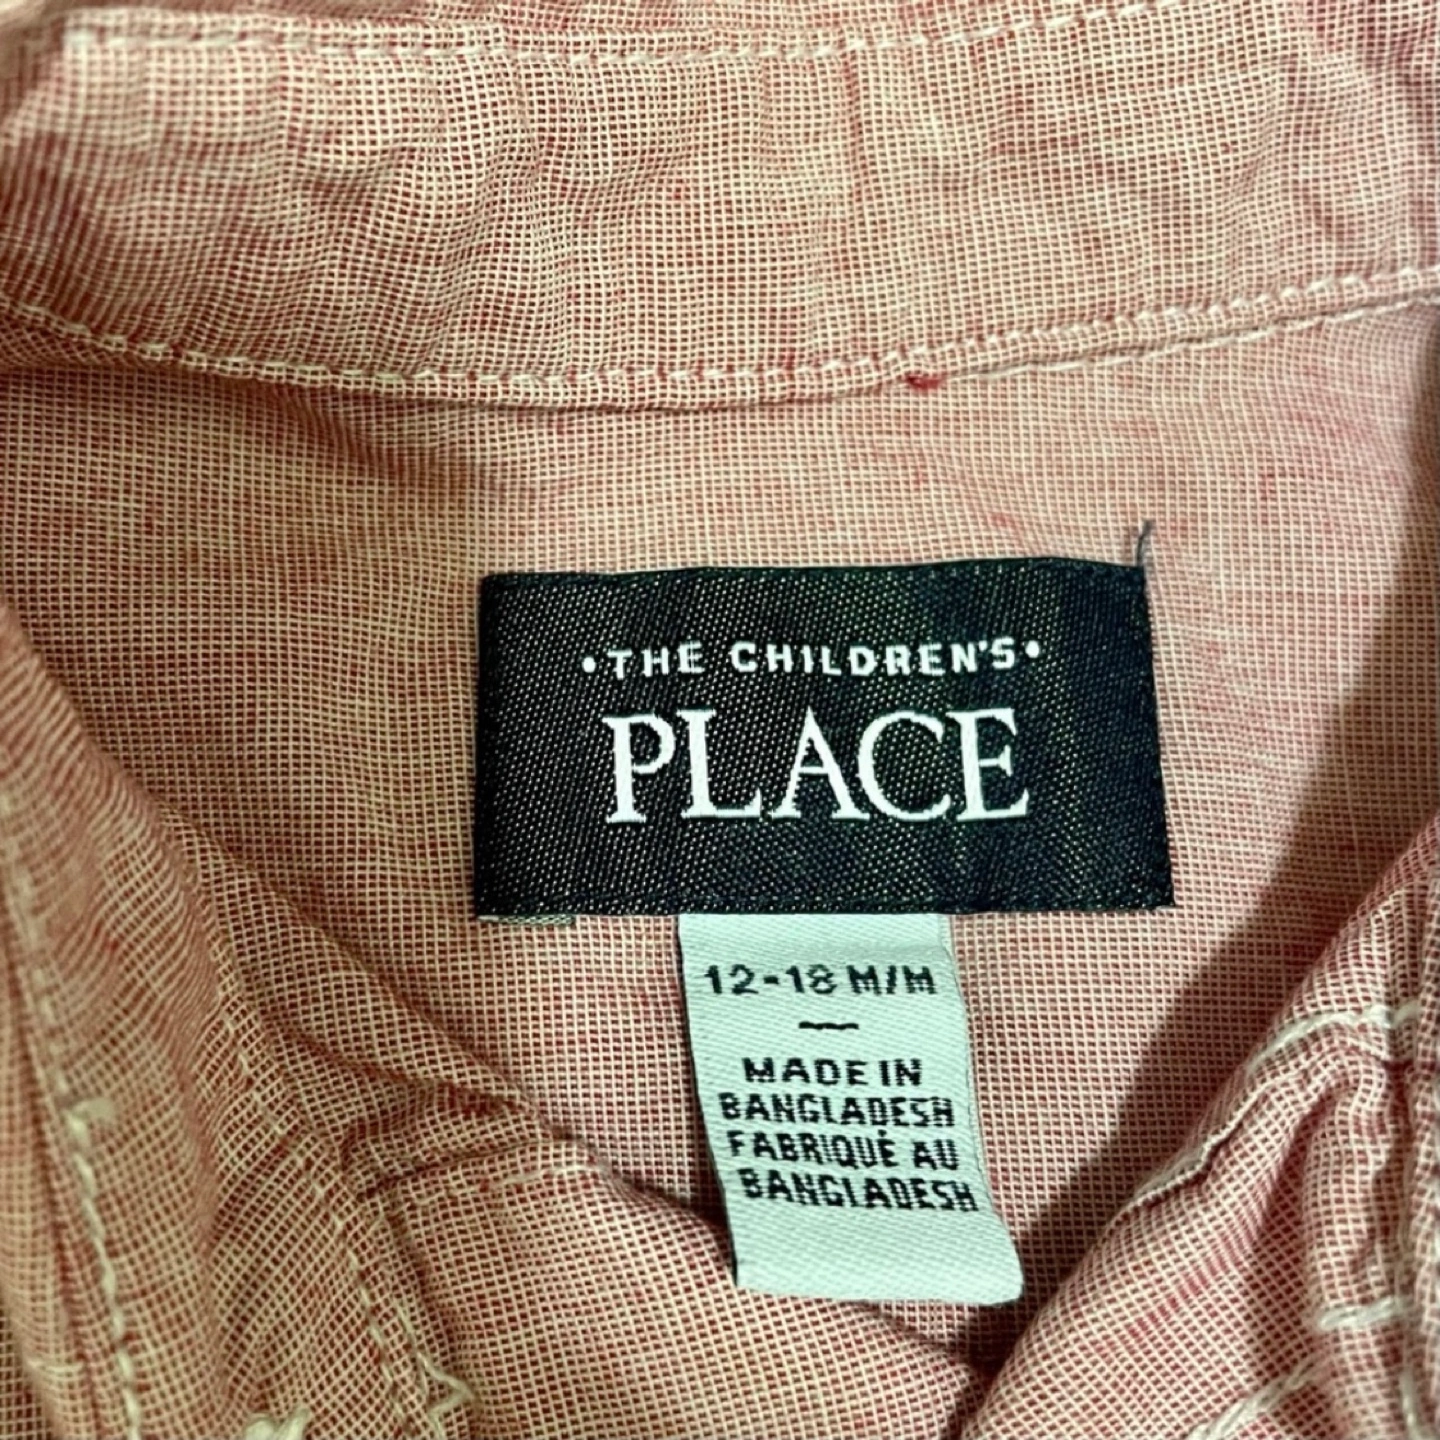 •THE CHILDREN'S•
PLACE
12-18 M/M
—
MADE IN
BANGLADESH
FABRIQUÉ AU
BANGLADESH